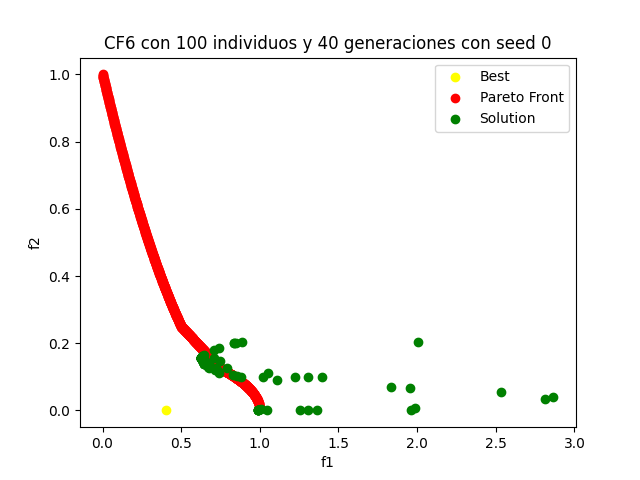 CF6 con 100 individuos y 40 generaciones con seed 0
Best
Pareto Front
Solution
1.0
0.8
0.6
0.4
0.2
0.0
f2
0.0 0.5 1.0 1.5 2.0 2.5 3.0
f1